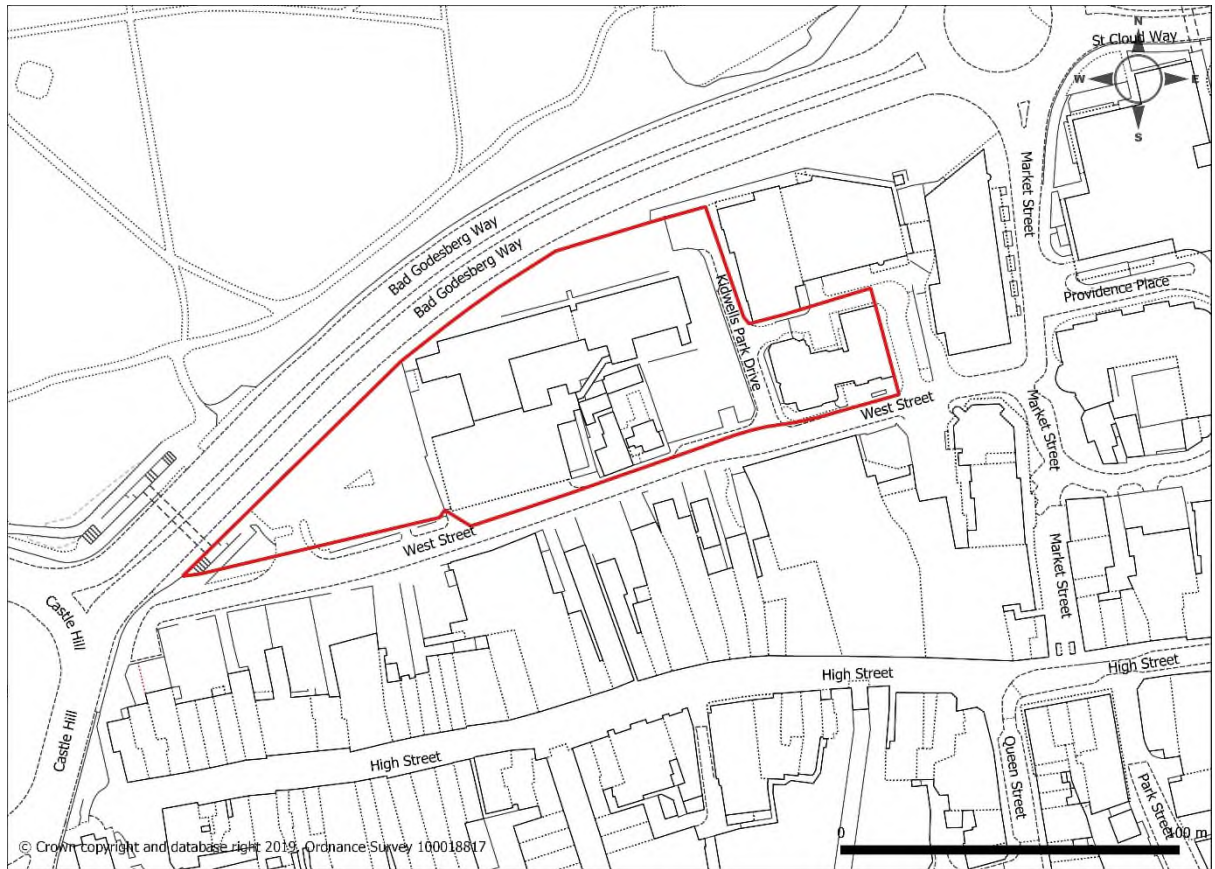 St Cloud Way
N
W
E
S
Market Street
Bad Godesberg Way
Bad Godesberg Way
Kidwells Park Drive
Providence Place
West Street
Market Street
West Street
Market Street
Castle Hill
High Street
High Street
Castle Hill
High Street
Queen Street
Park Street
0
100 m
© Crown copyright and database right 2019. Ordnance Survey 100018817